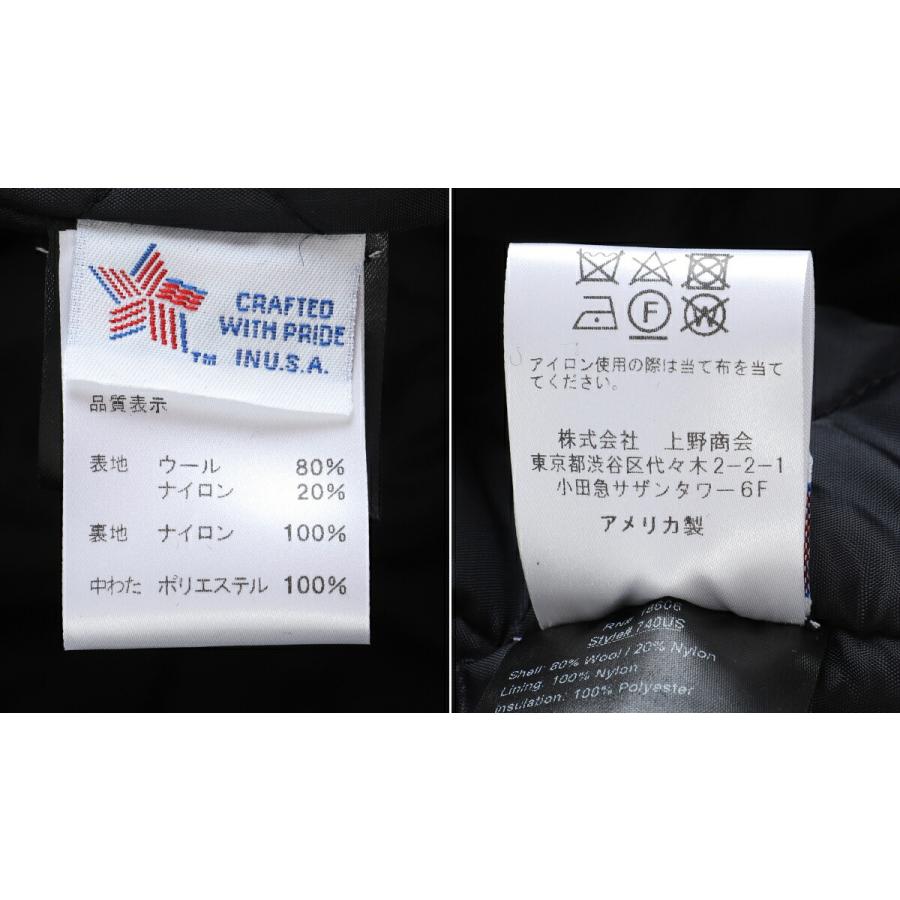 CRAFTED
WITH PRIDE
IN U.S.A.
TM
品質表示
表地 ウール 80%
ナイロン 20%
裏地 ナイロン 100%
中わた ポリエステル 100%
F
W
アイロン使用の際は当て布を当て
てください。
株式会社 上野商会
東京都渋谷区代々木2-2-1
小田急サザンタワー6F
アメリカ製
RN# 18606
Style# 740US
Shell: 80% Wool / 20% Nylon
Lining: 100% Nylon
Insulation: 100% Polyester